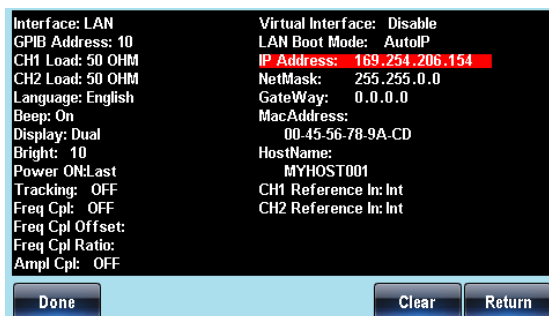 Interface: LAN
GPIB Address: 10
CH1 Load: 50 OHM
CH2 Load: 50 OHM
Language: English
Beep: On
Display: Dual
Bright: 10
Power ON:Last
Tracking: OFF
Freq Cpl: OFF
Freq Cpl Offset:
Freq Cpl Ratio:
Ampl Cpl: OFF
Virtual Interface: Disable
LAN Boot Mode: AutoIP
IP Address: 169.254.206.154
NetMask: 255.255.0.0
GateWay: 0.0.0.0
MacAddress:
00-45-56-78-9A-CD
HostName:
MYHOST001
CH1 Reference In: Int
CH2 Reference In: Int
Done
Clear
Return